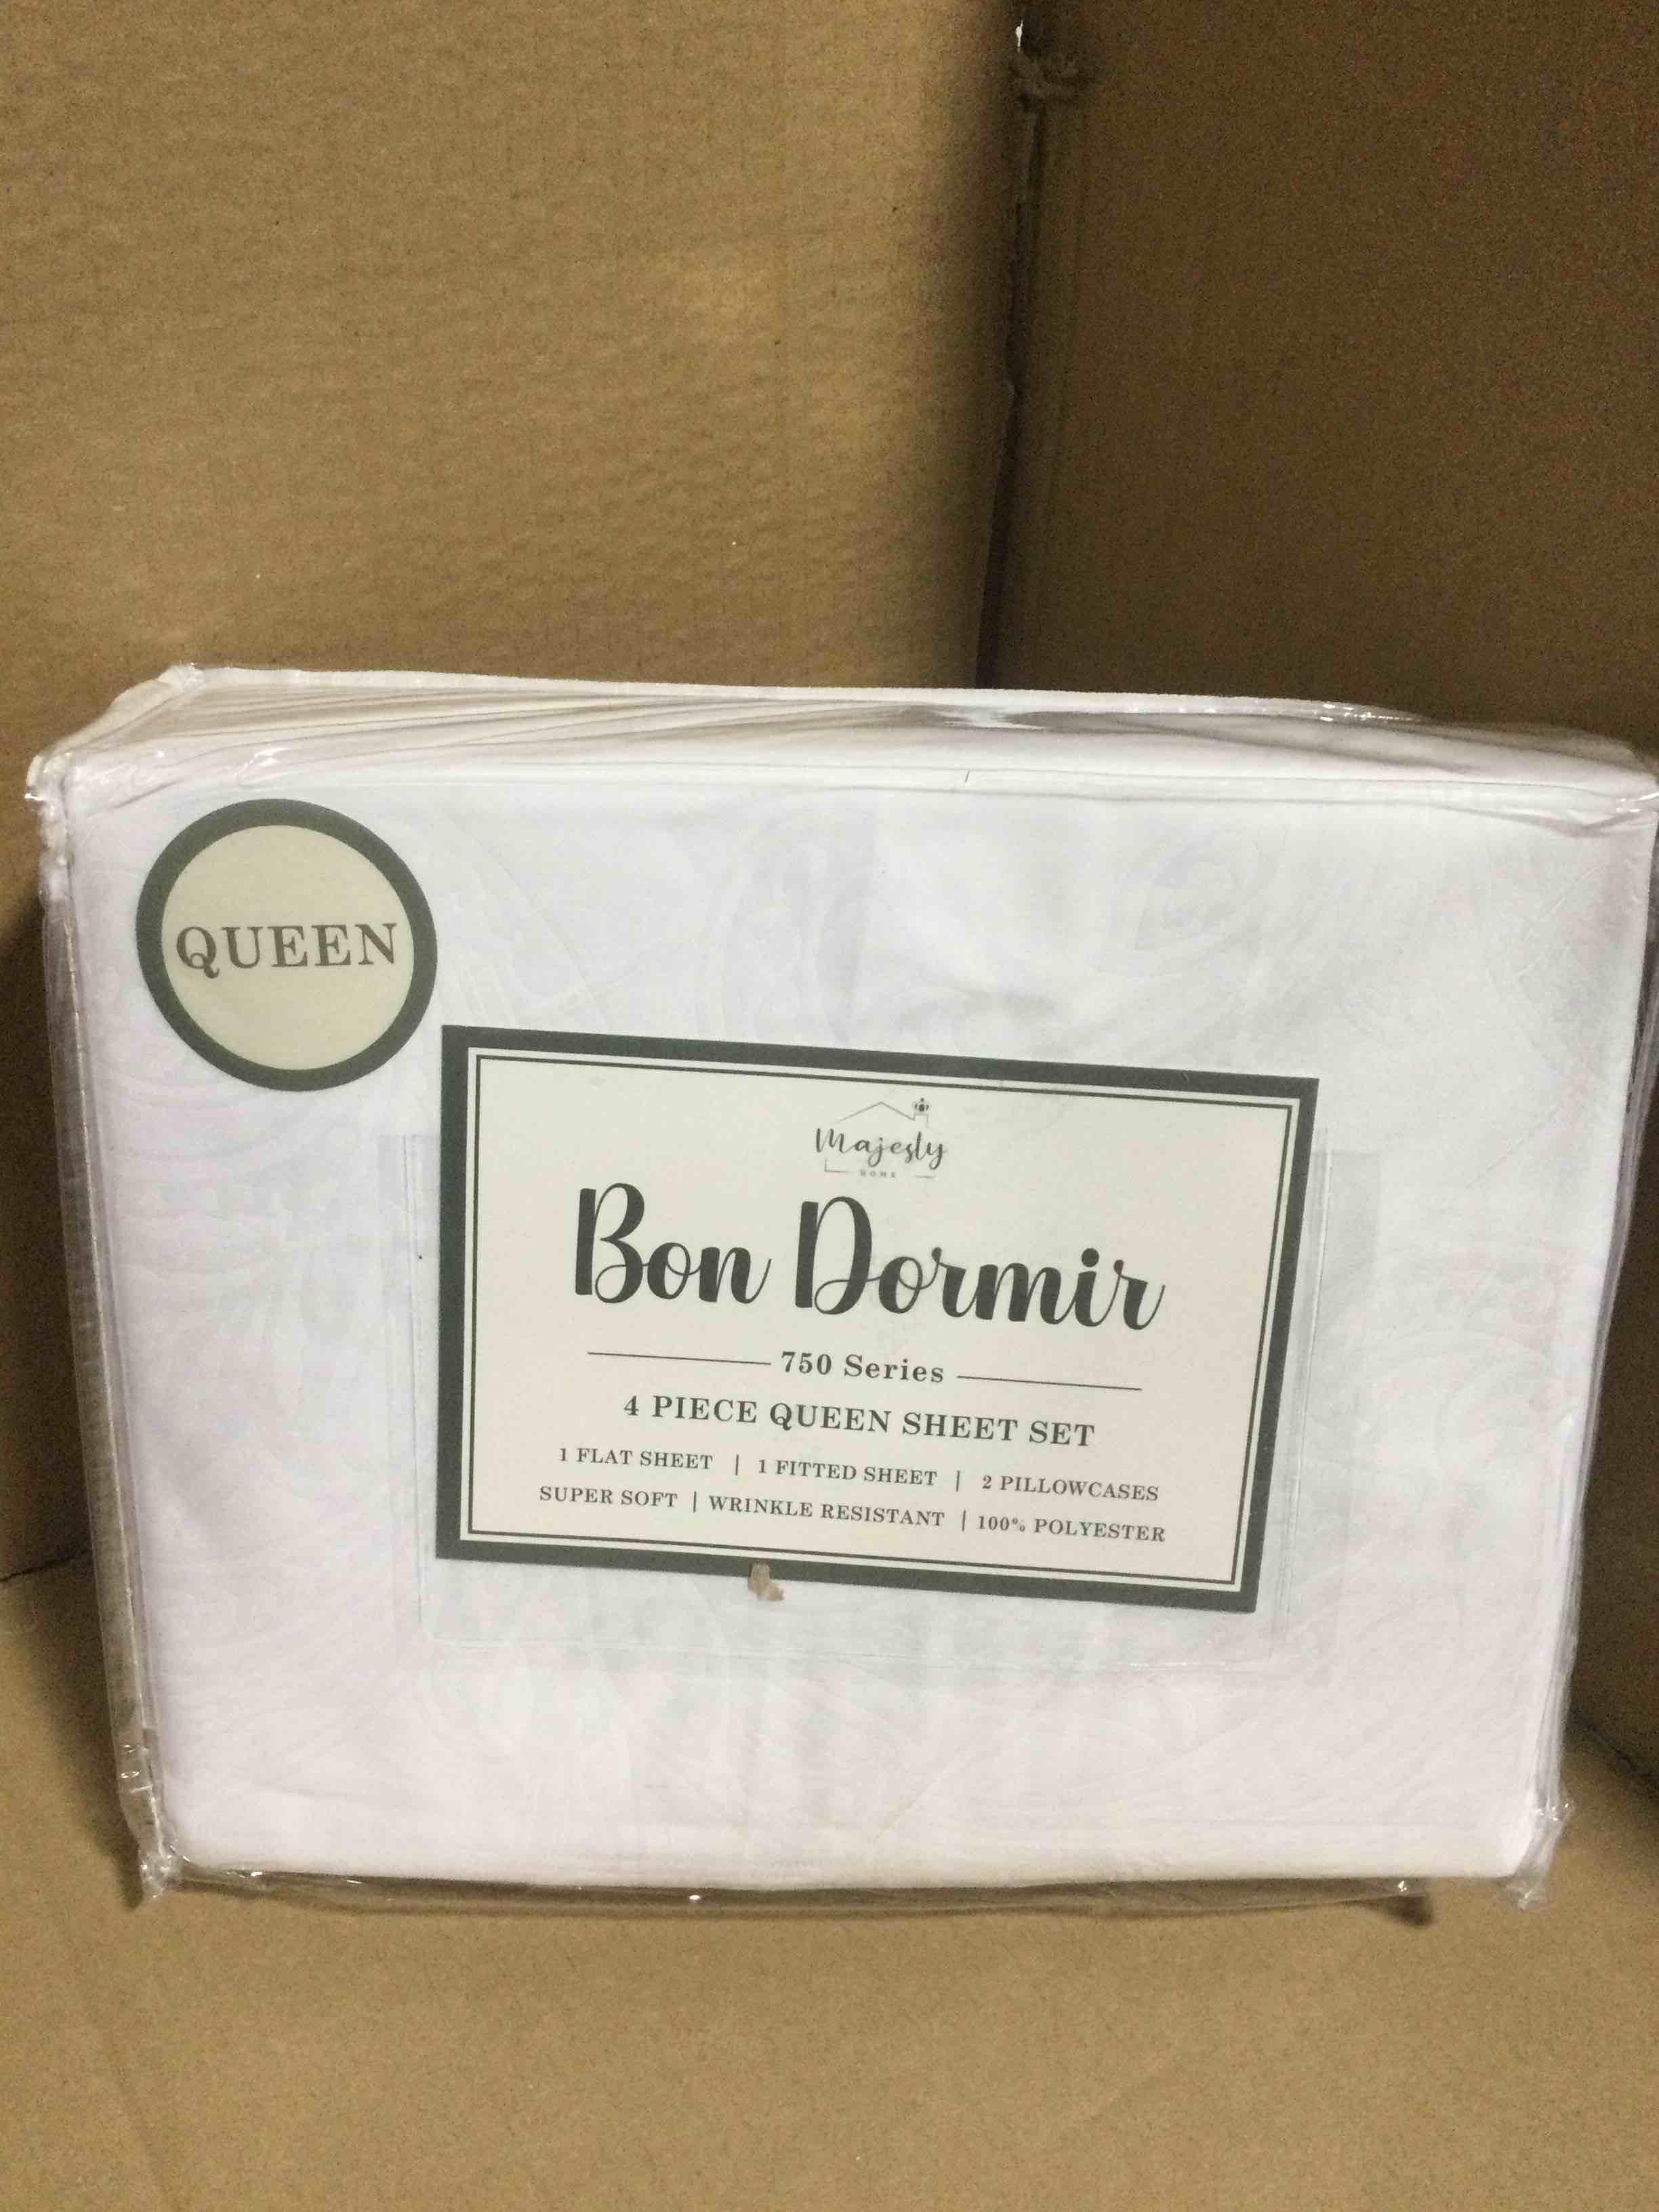 QUEEN
Majesty
HOME
Bon Dormir
750 Series
4 PIECE QUEEN SHEET SET
1 FLAT SHEET | 1 FITTED SHEET | 2 PILLOWCASES
SUPER SOFT | WRINKLE RESISTANT | 100% POLYESTER